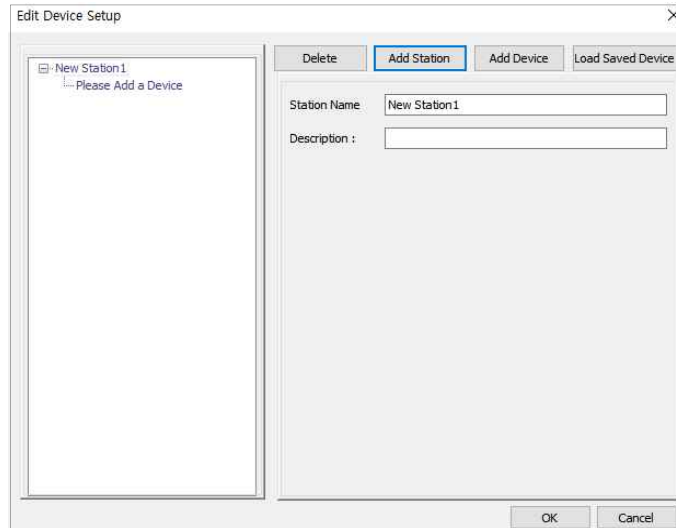 Edit Device Setup
New Station1
Please Add a Device
Delete
Add Station
Add Device
Load Saved Device
Station Name
New Station1
Description :
OK
Cancel